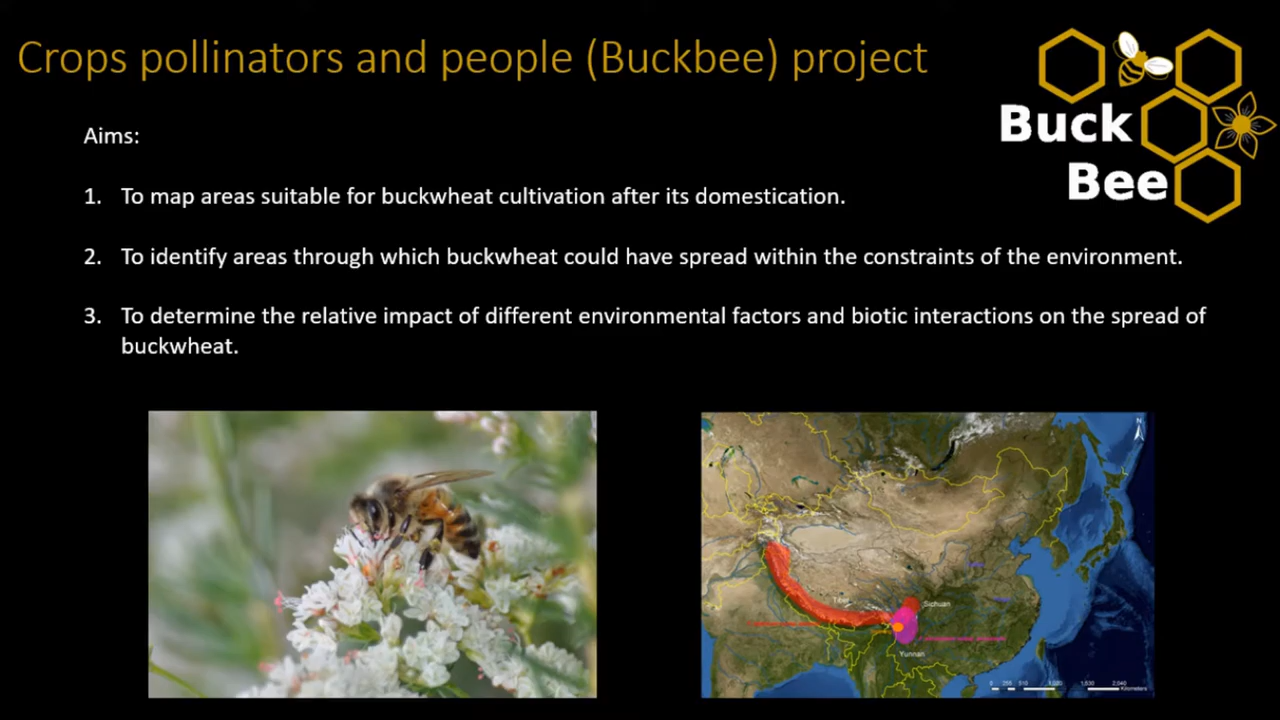 Crops pollinators and people (Buckbee) project
Buck
Bee
Aims:
1. To map areas suitable for buckwheat cultivation after its domestication.
2. To identify areas through which buckwheat could have spread within the constraints of the environment.
3. To determine the relative impact of different environmental factors and biotic interactions on the spread of
buckwheat.
N
Tibet
Sichuan
Yunnan
Kilometers